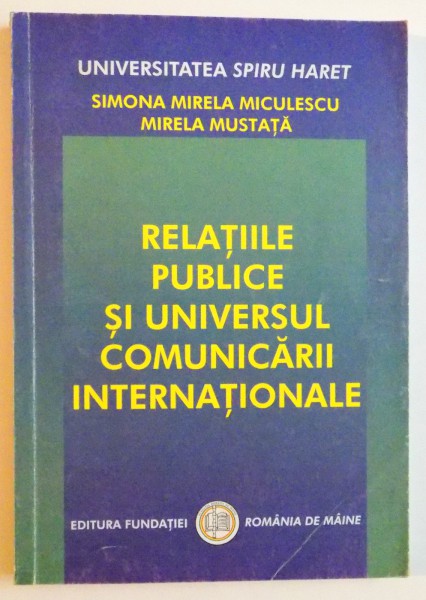 UNIVERSITATEA SPIRU HARET
SIMONA MIRELA MICULESCU
MIRELA MUSTAȚĂ
RELAȚIILE
PUBLICE
ȘI UNIVERSUL
COMUNICĂRII
INTERNAȚIONALE
EDITURA FUNDAȚIEI ROMÂNIA DE MÂINE